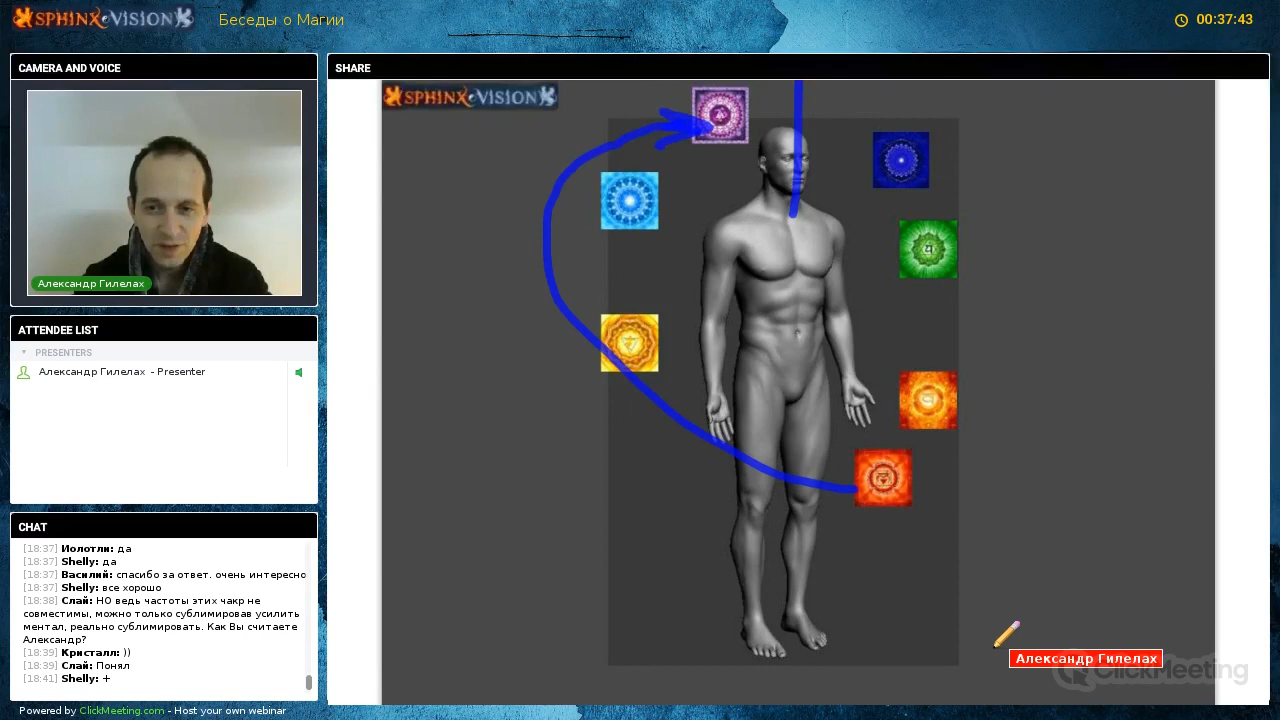 SPHINX VISION
Беседы о Магии
00:37:43
CAMERA AND VOICE
Александр Гилелах
ATTENDEE LIST
PRESENTERS
Александр Гилелах - Presenter
CHAT
[18:37] Иолотли: да
[18:37] Shelly: да
[18:37] Василий: спасибо за ответ. очень интересно
[18:37] Shelly: все хорошо
[18:38] Слай: НО ведь частоты этих чакр не
совместимы, можно только сублимировав усилить
ментал, реально сублимировать. Как Вы считаете
Александр?
[18:39] Кристалл: ))
[18:39] Слай: Понял
[18:41] Shelly: +
Powered by ClickMeeting.com - Host your own webinar
SHARE
SPHINX VISION
Александр Гилелах
ClickMeeting